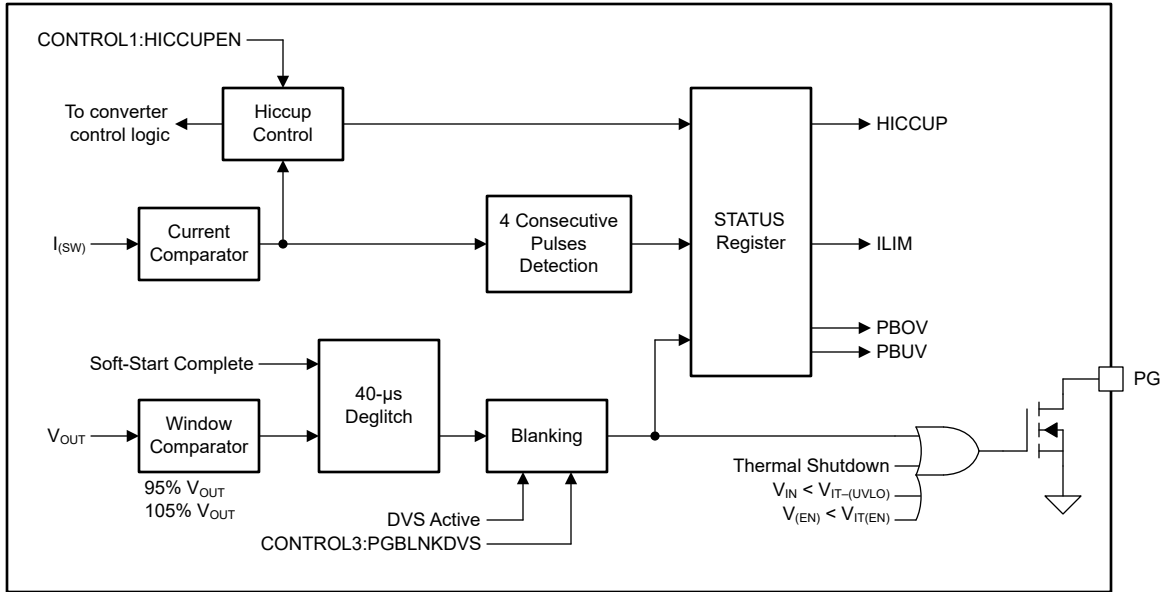 CONTROL1:HICCUPEN
To converter
control logic
Hiccup
Control
HICCUP
I(SW)
Current
Comparator
4 Consecutive
Pulses
Detection
STATUS
Register
ILIM
PBOV
PBUV
Soft-Start Complete
40-µs
Deglitch
PG
VOUT
Window
Comparator
Blanking
95% VOUT
105% VOUT
Thermal Shutdown
VIN < VIT–(UVLO)
V(EN) < VIT(EN)
DVS Active
CONTROL3:PGBLNKDVS